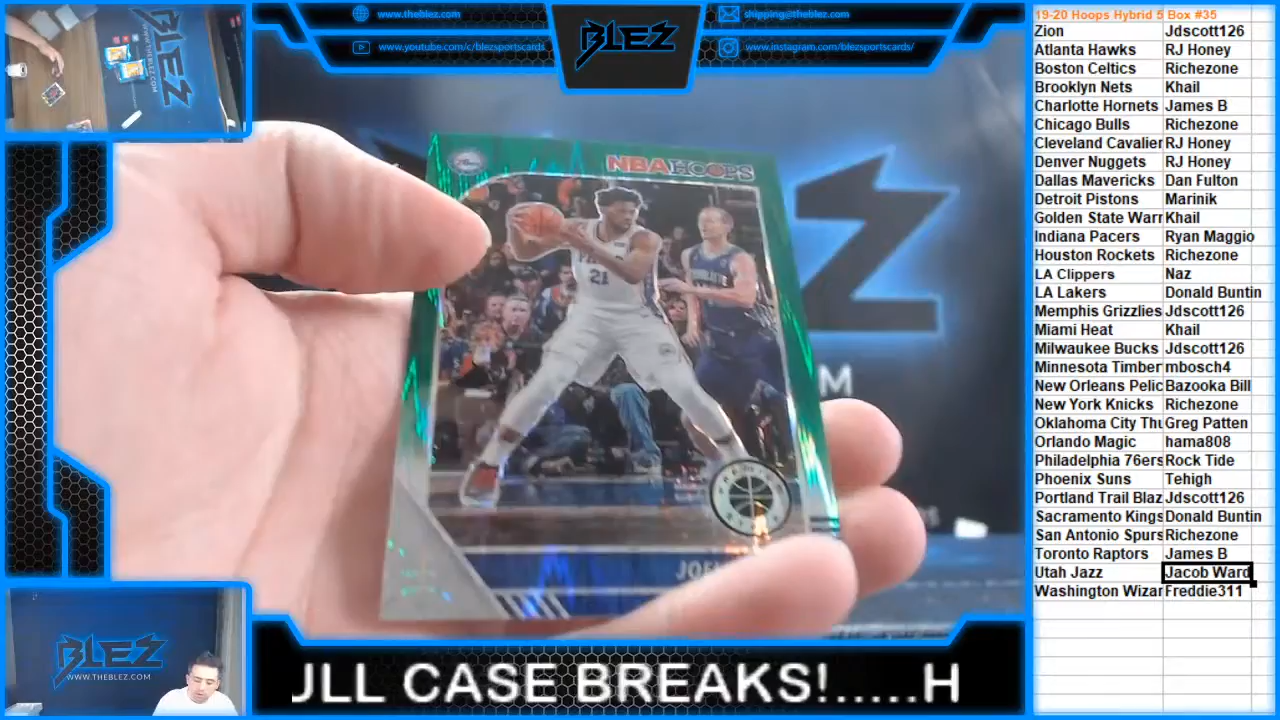 www.theblez.com
shipping@theblez.com
www.youtube.com/c/blezsportscards
www.instagram.com/blezsportscards/
BLEZ
NBA HOOPS
21
JOE
M
BLEZ
WWW.THEBLEZ.COM
BLEZ
WWW.THEBLEZ.COM
ULL CASE BREAKS!.....H
19-20 Hoops Hybrid 5 Box #35
Zion Jdscott126
Atlanta Hawks RJ Honey
Boston Celtics Richezone
Brooklyn Nets Khail
Charlotte Hornets James B
Chicago Bulls Richezone
Cleveland Cavalier RJ Honey
Denver Nuggets RJ Honey
Dallas Mavericks Dan Fulton
Detroit Pistons Marinik
Golden State Warr Khail
Indiana Pacers Ryan Maggio
Houston Rockets Richezone
LA Clippers Naz
LA Lakers Donald Buntin
Memphis Grizzlies Jdscott126
Miami Heat Khail
Milwaukee Bucks Jdscott126
Minnesota Timber mbosch4
New Orleans Pelic Bazooka Bill
New York Knicks Richezone
Oklahoma City Thu Greg Patten
Orlando Magic hama808
Philadelphia 76ers Rock Tide
Phoenix Suns Tehigh
Portland Trail Blaz Jdscott126
Sacramento Kings Donald Buntin
San Antonio Spurs Richezone
Toronto Raptors James B
Utah Jazz Jacob Ward
Washington Wizar Freddie311